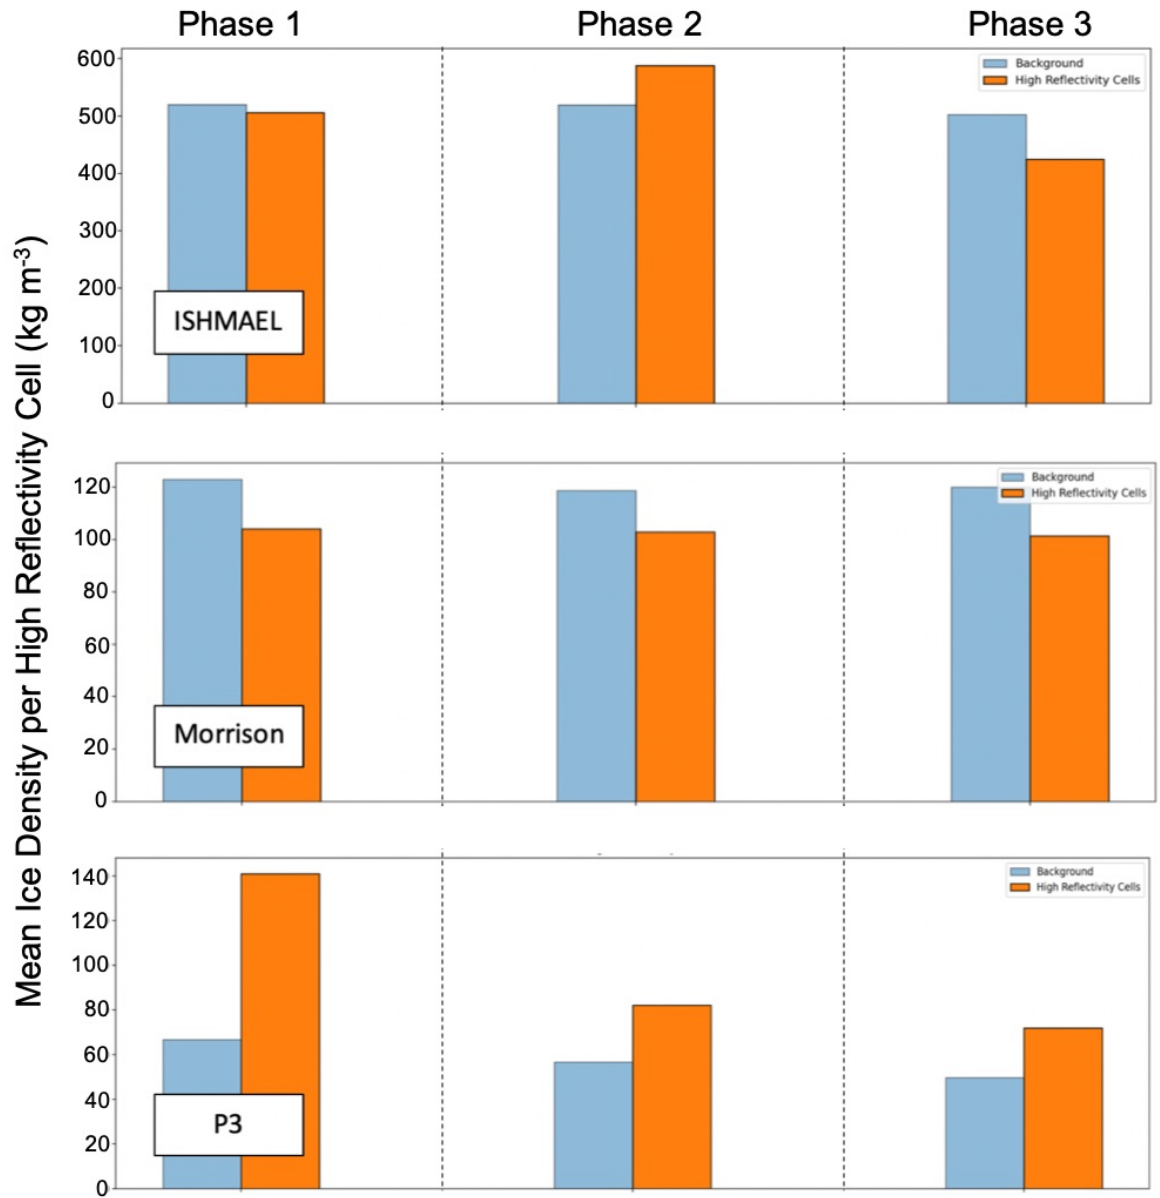 Phase 1
Phase 2
Phase 3
Mean Ice Density per High Reflectivity Cell (kg m⁻³)
600
500
400
300
200
100
0
Background
High Reflectivity Cells
ISHMAEL
120
100
80
60
40
20
0
Background
High Reflectivity Cells
Morrison
140
120
100
80
60
40
20
0
Background
High Reflectivity Cells
P3